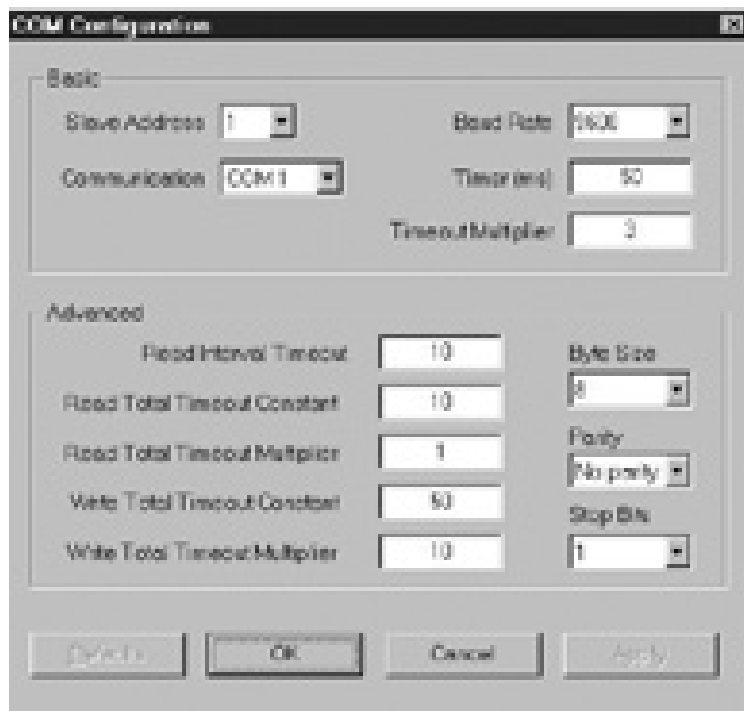 COM Configuration
Basic
Slave Address 1
Baud Rate 9600
Communication COM 1
Timer (ms) 50
Timeout Multiplier 3
Advanced
Read Interval Timeout 10
Byte Size
8
Read Total Timeout Constant 10
Parity
Read Total Timeout Multiplier 1
No parity
Write Total Timeout Constant 50
Stop Bits
Write Total Timeout Multiplier 10
1
Defaults
OK
Cancel
Apply